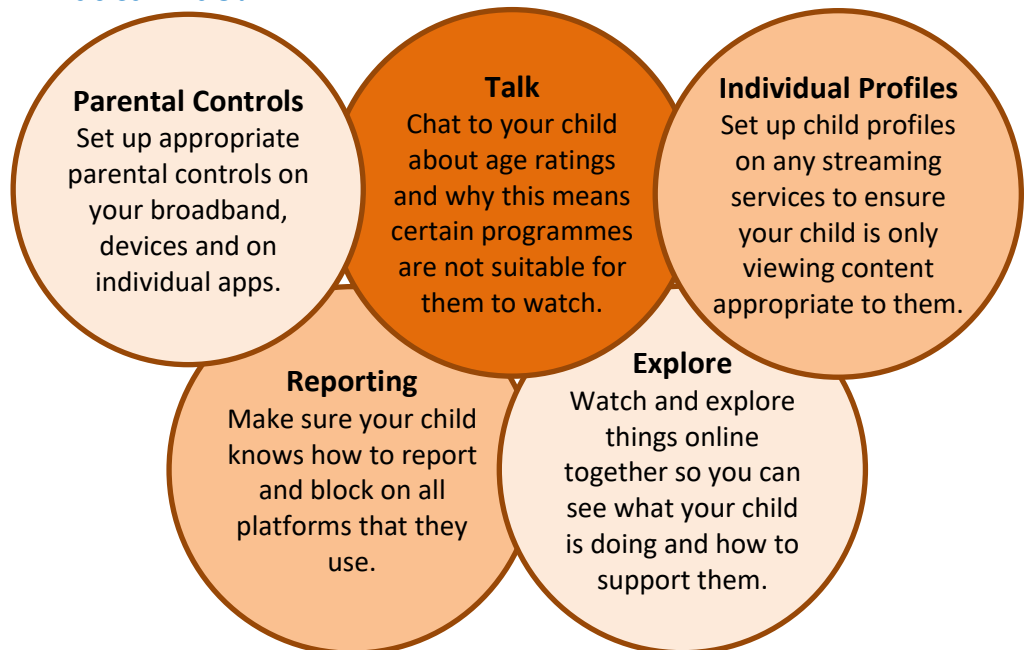 Parental Controls
Set up appropriate
parental controls on
your broadband,
devices and on
individual apps.
Talk
Chat to your child
about age ratings
and why this means
certain programmes
are not suitable for
them to watch.
Individual Profiles
Set up child profiles
on any streaming
services to ensure
your child is only
viewing content
appropriate to them.
Reporting
Make sure your child
knows how to report
and block on all
platforms that they
use.
Explore
Watch and explore
things online
together so you can
see what your child
is doing and how to
support them.